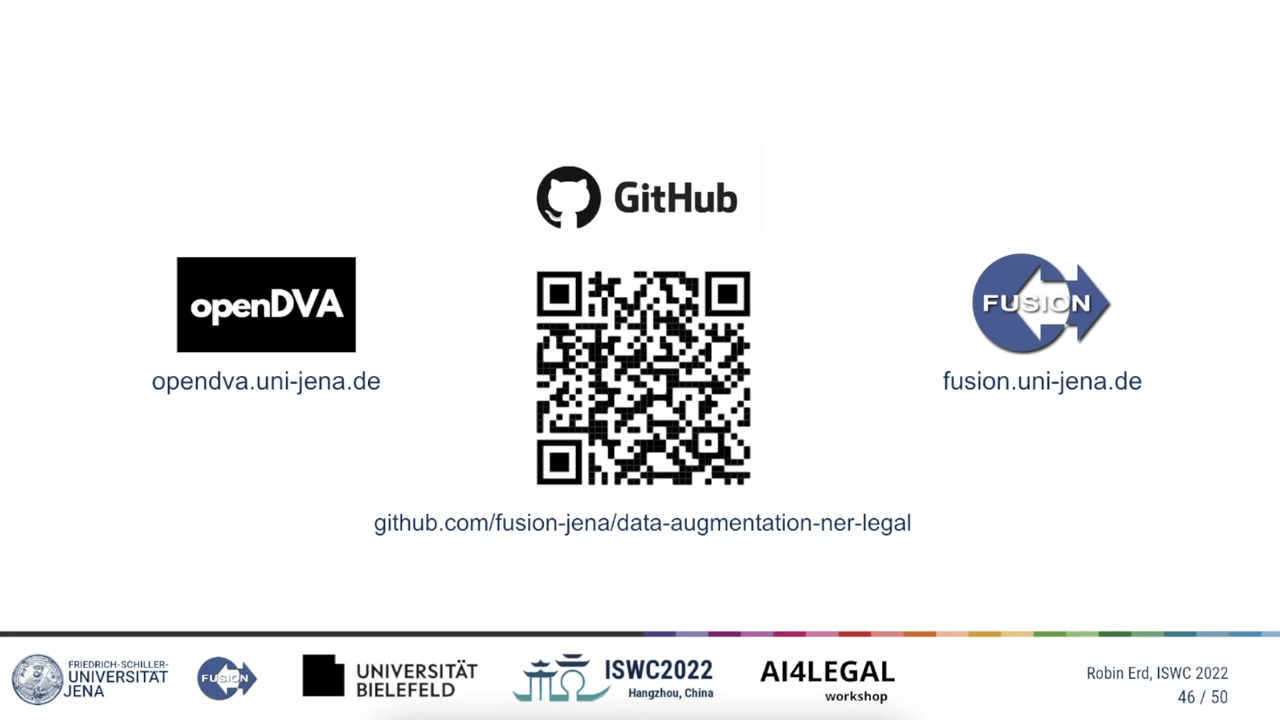 GitHub
openDVA
opendva.uni-jena.de
FUSION
fusion.uni-jena.de
github.com/fusion-jena/data-augmentation-ner-legal
FRIEDRICH-SCHILLER-
UNIVERSITÄT
JENA
FUSION
UNIVERSITÄT
BIELEFELD
ISWC2022
Hangzhou, China
AI4LEGAL
workshop
Robin Erd, ISWC 2022
46 / 50